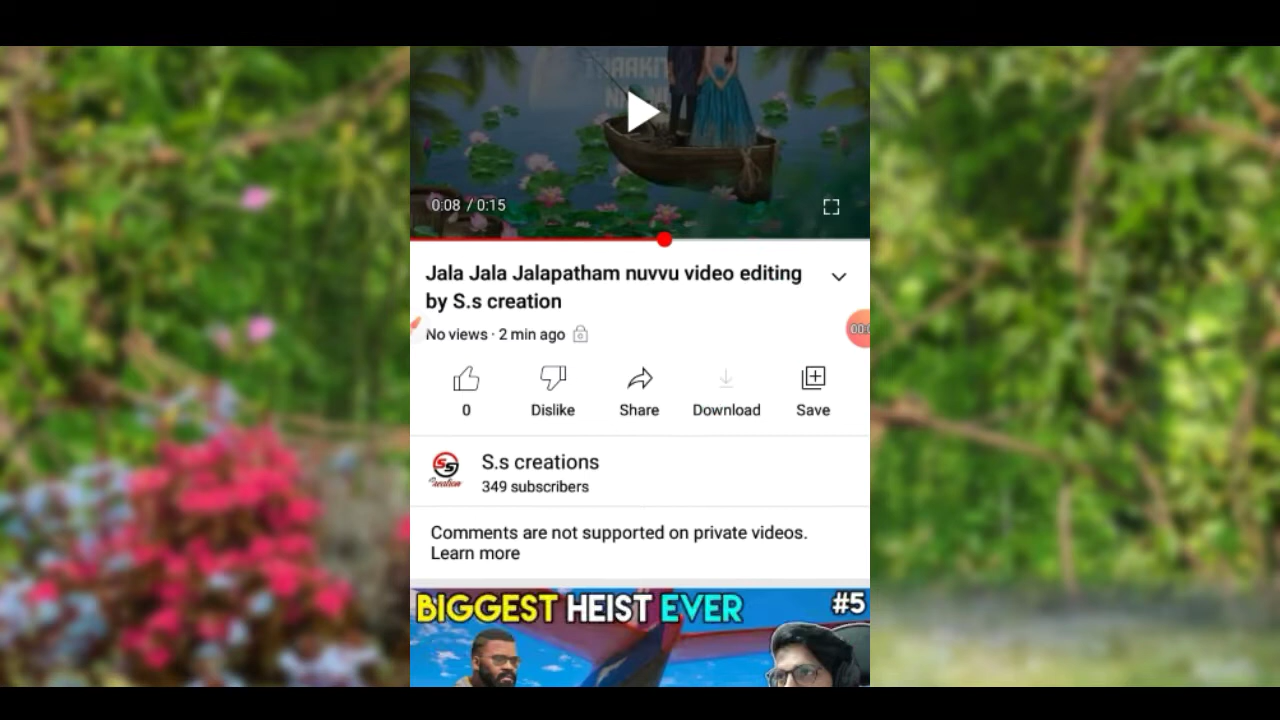 0:08 / 0:15
Jala Jala Jalapatham nuvvu video editing
by S.s creation
No views · 2 min ago
0
Dislike
Share
Download
Save
SS
S.s creations
349 subscribers
Comments are not supported on private videos.
Learn more
BIGGEST HEIST EVER
#5